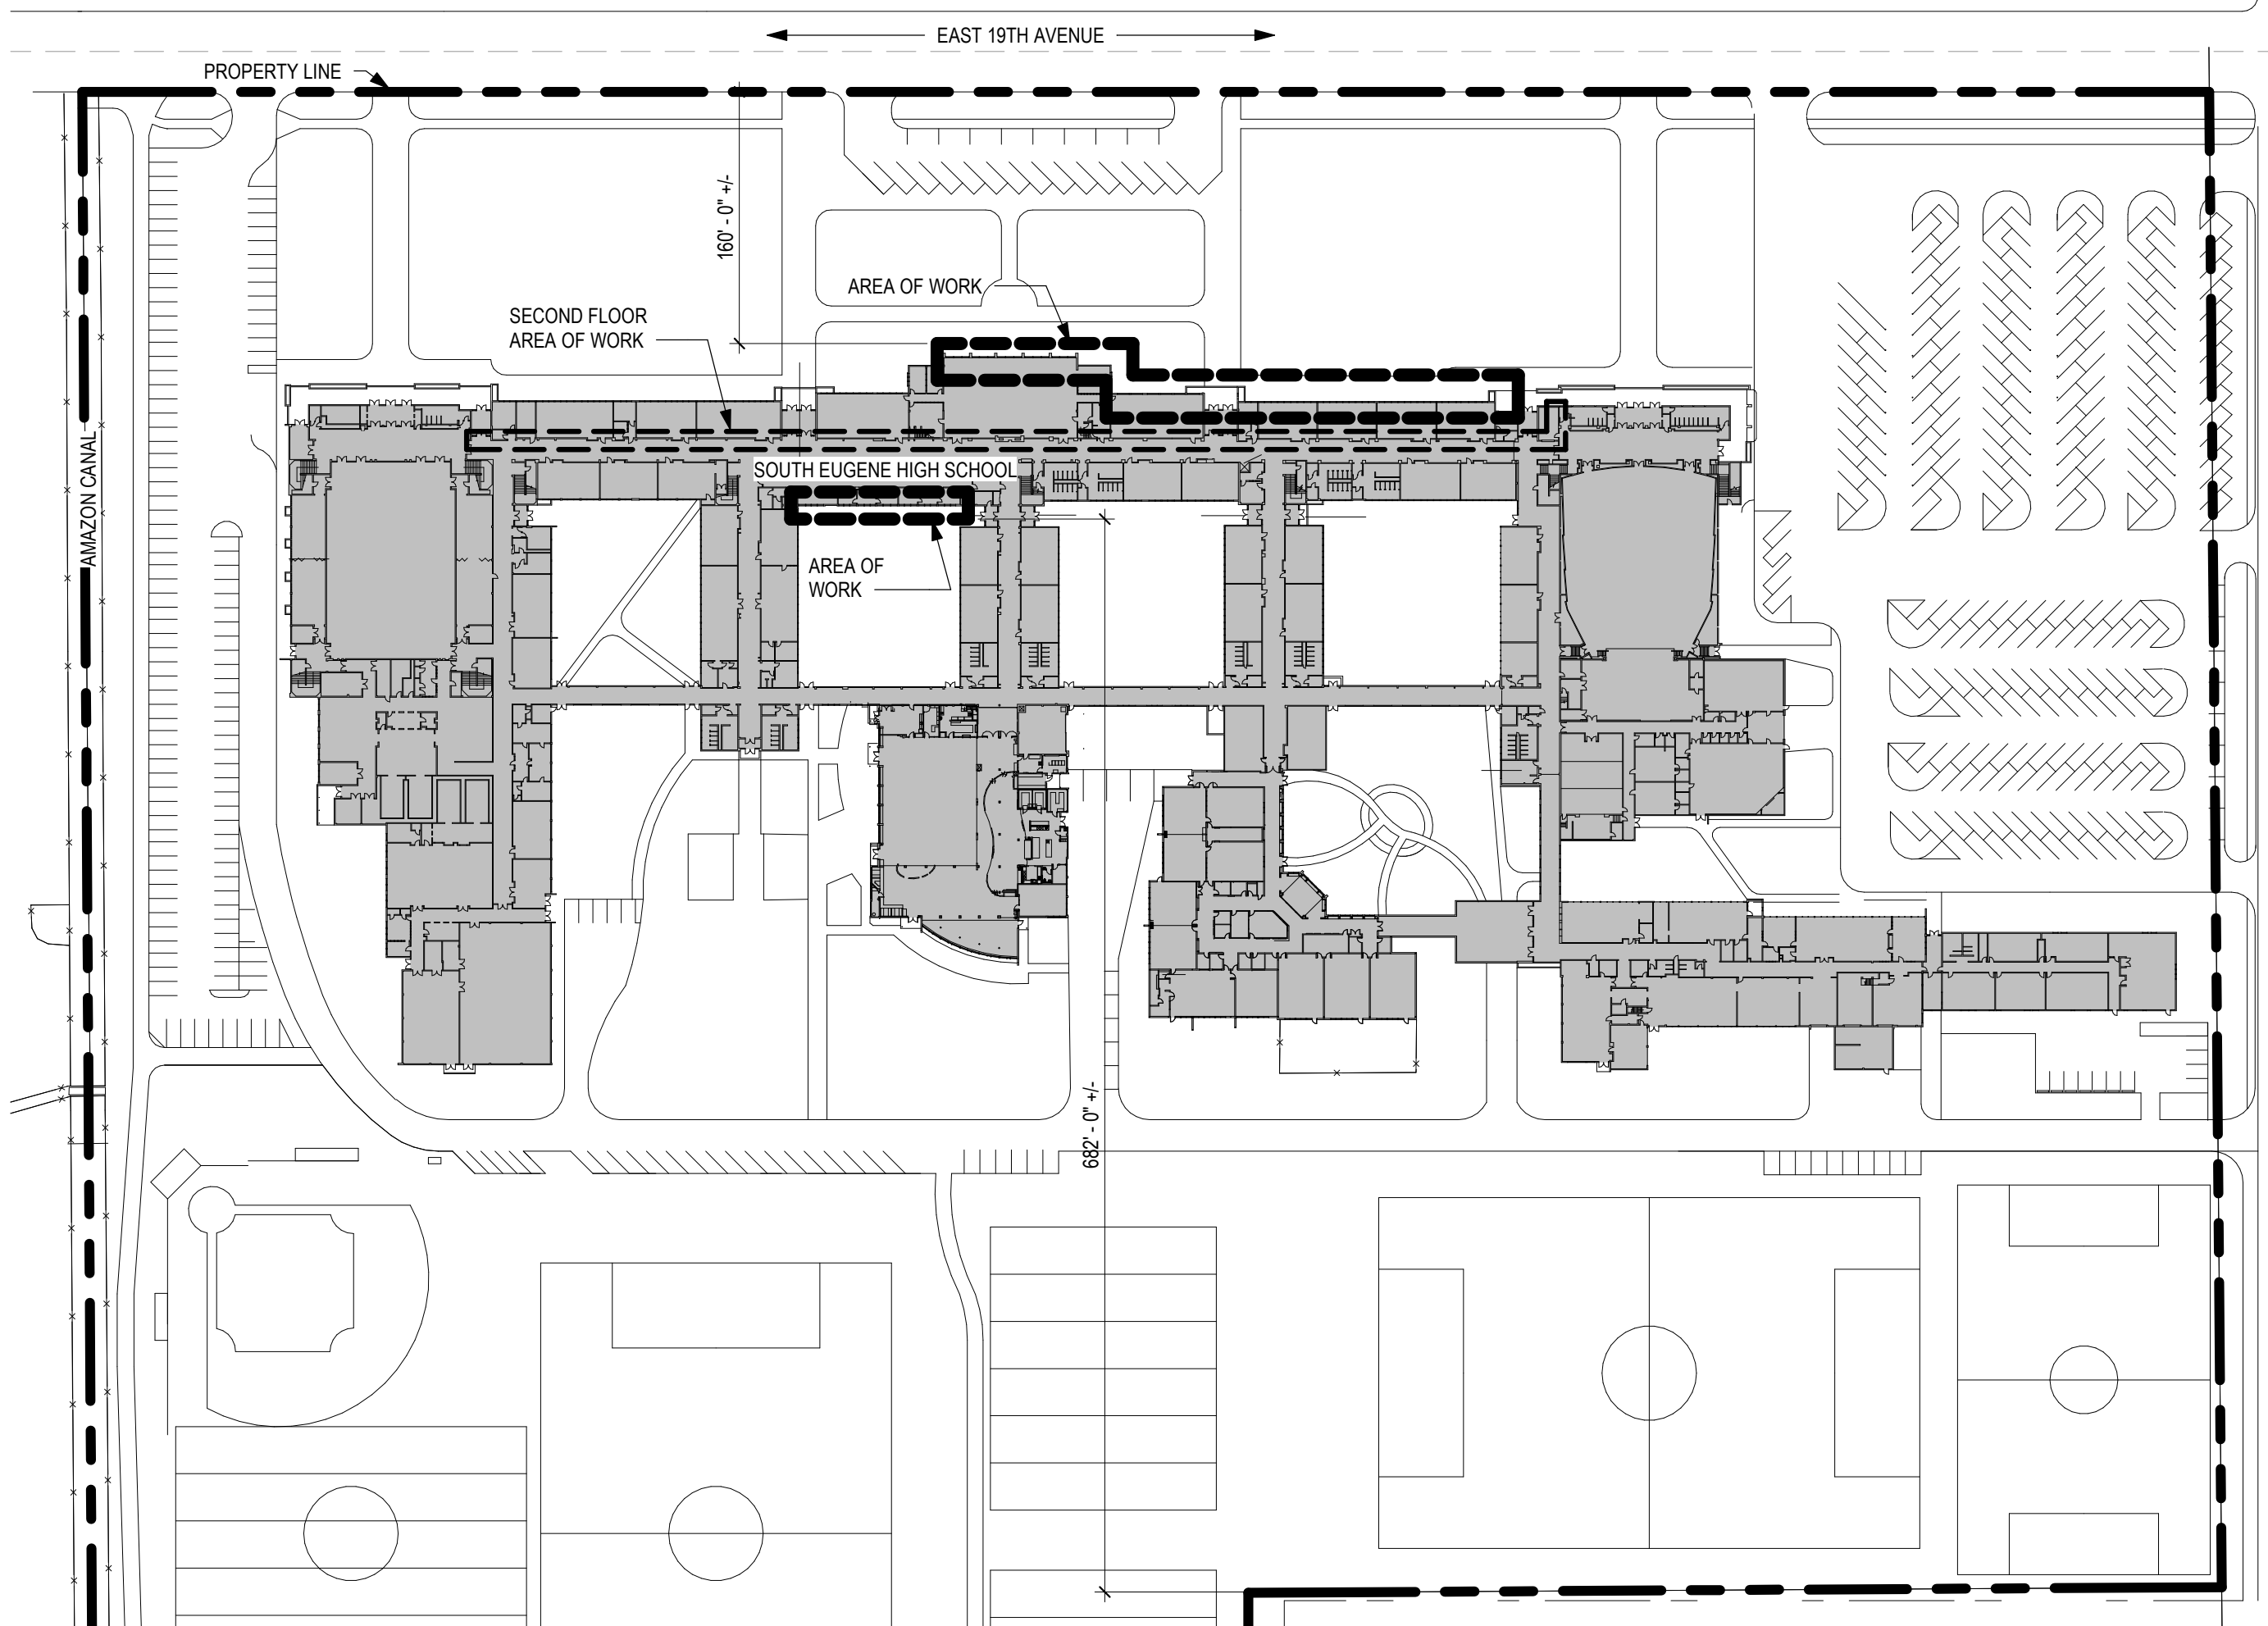 EAST 19TH AVENUE
PROPERTY LINE
160' - 0" +/-
AREA OF WORK
SECOND FLOOR
AREA OF WORK
AMAZON CANAL
SOUTH EUGENE HIGH SCHOOL
AREA OF
WORK
682' - 0" +/-